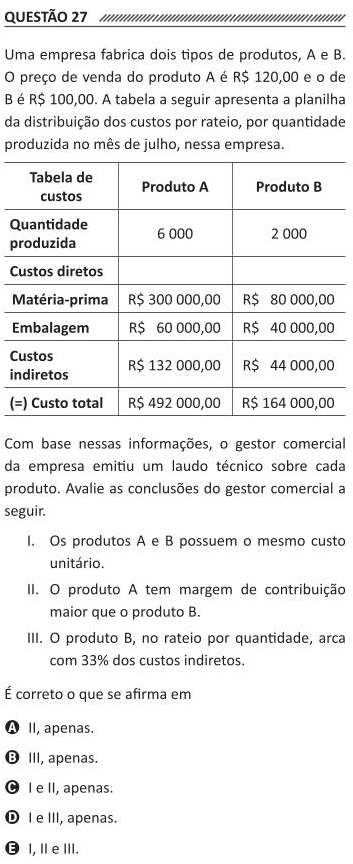 QUESTÃO 27
Uma empresa fabrica dois tipos de produtos, A e B.
O preço de venda do produto A é R$ 120,00 e o de
B é R$ 100,00. A tabela a seguir apresenta a planilha
da distribuição dos custos por rateio, por quantidade
produzida no mês de julho, nessa empresa.
Tabela de custos Produto A Produto B
Quantidade produzida 6 000 2 000
Custos diretos
Matéria-prima R$ 300 000,00 R$ 80 000,00
Embalagem R$ 60 000,00 R$ 40 000,00
Custos indiretos R$ 132 000,00 R$ 44 000,00
(=) Custo total R$ 492 000,00 R$ 164 000,00
Com base nessas informações, o gestor comercial
da empresa emitiu um laudo técnico sobre cada
produto. Avalie as conclusões do gestor comercial a
seguir.
I. Os produtos A e B possuem o mesmo custo
unitário.
II. O produto A tem margem de contribuição
maior que o produto B.
III. O produto B, no rateio por quantidade, arca
com 33% dos custos indiretos.
É correto o que se afirma em
A II, apenas.
B III, apenas.
C I e II, apenas.
D I e III, apenas.
E I, II e III.